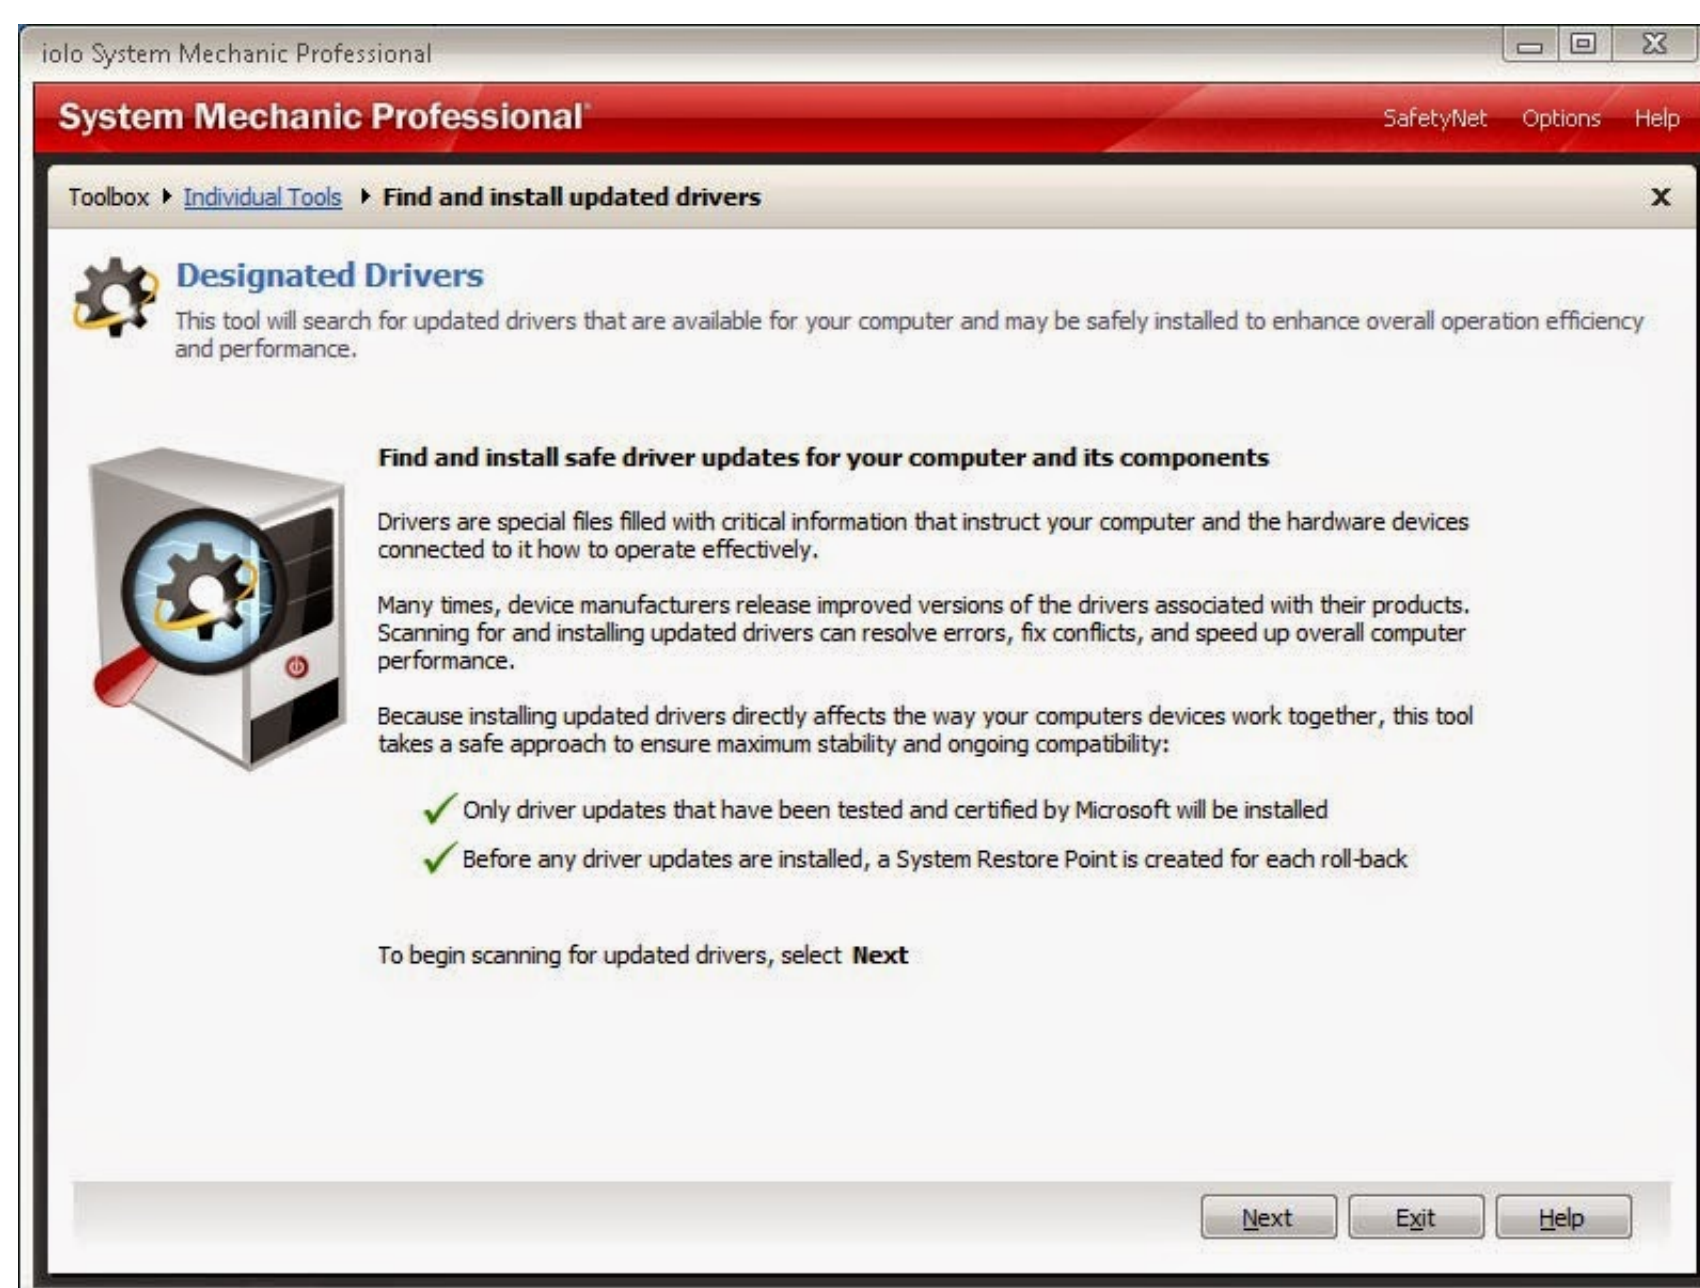 iolo System Mechanic Professional
System Mechanic Professional
SafetyNet Options Help
Toolbox Individual Tools Find and install updated drivers X
Designated Drivers
This tool will search for updated drivers that are available for your computer and may be safely installed to enhance overall operation efficiency
and performance.
Find and install safe driver updates for your computer and its components
Drivers are special files filled with critical information that instruct your computer and the hardware devices
connected to it how to operate effectively.
Many times, device manufacturers release improved versions of the drivers associated with their products.
Scanning for and installing updated drivers can resolve errors, fix conflicts, and speed up overall computer
performance.
Because installing updated drivers directly affects the way your computers devices work together, this tool
takes a safe approach to ensure maximum stability and ongoing compatibility:
Only driver updates that have been tested and certified by Microsoft will be installed
Before any driver updates are installed, a System Restore Point is created for each roll-back
To begin scanning for updated drivers, select Next
Next Exit Help